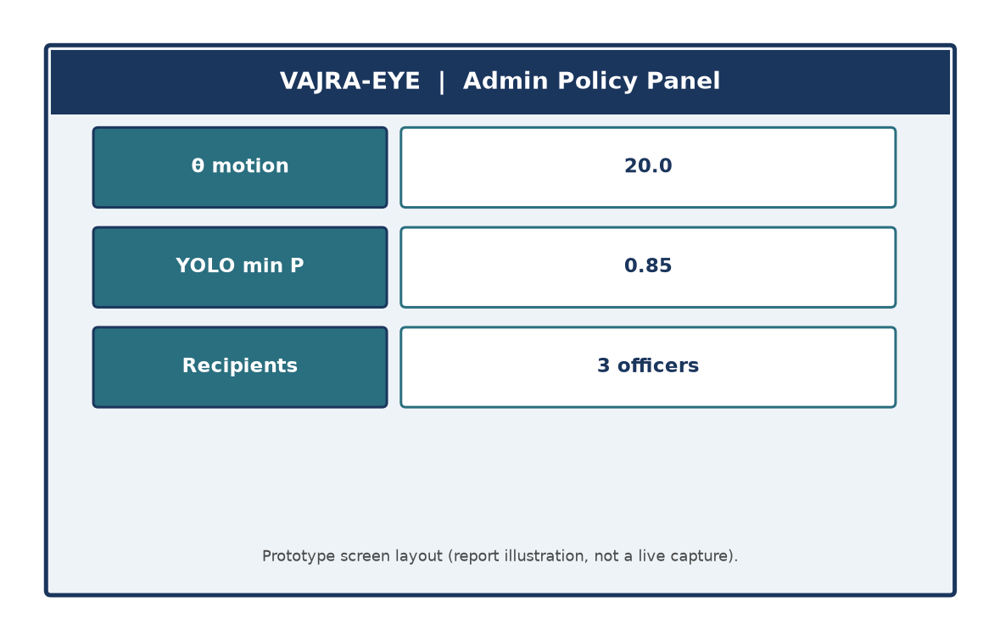 VAJRA-EYE | Admin Policy Panel
θ motion 20.0
YOLO min P 0.85
Recipients 3 officers
Prototype screen layout (report illustration, not a live capture).